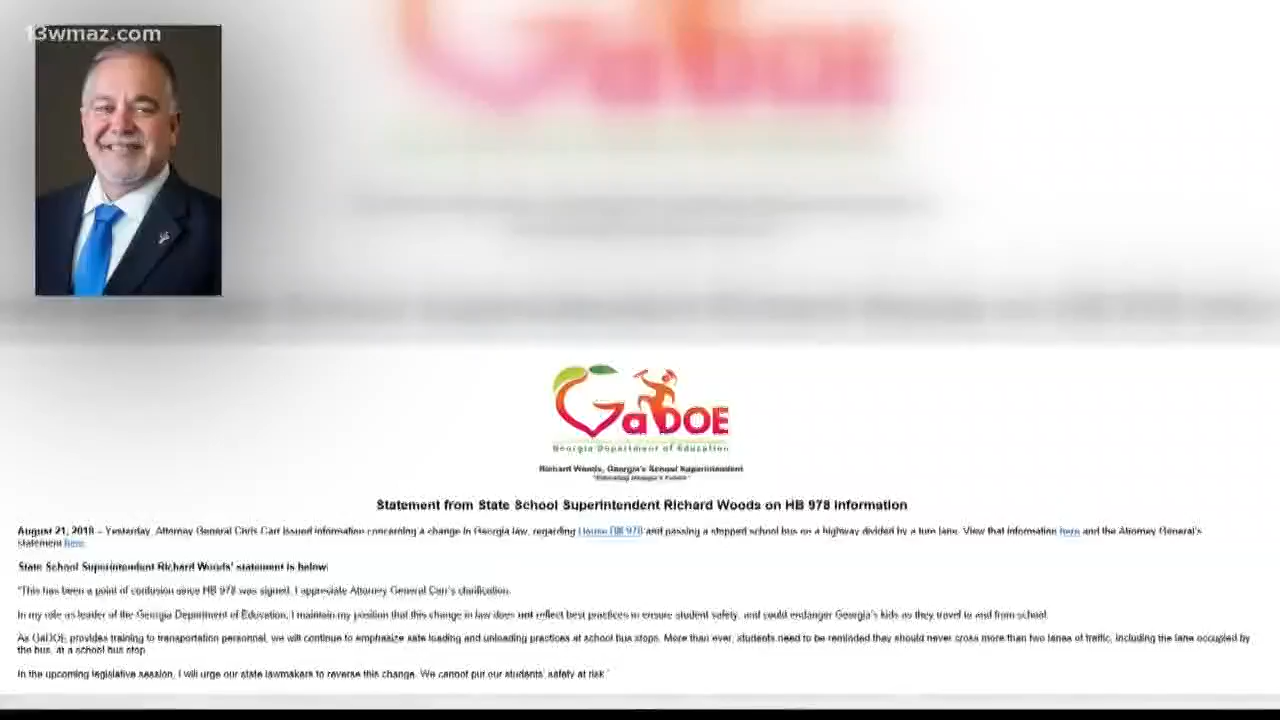 13wmaz.com
GaDOE
Georgia Department of Education
Richard Woods, Georgia's School Superintendent
"Educating Georgia's Future"
Statement from State School Superintendent Richard Woods on HB 978 Information
August 21, 2018 – Yesterday, Attorney General Chris Carr issued information concerning a change in Georgia law, regarding House Bill 978 and passing a stopped school bus on a highway divided by a turn lane. View that information here and the Attorney General's
statement here.
State School Superintendent Richard Woods' statement is below:
"This has been a point of confusion since HB 978 was signed. I appreciate Attorney General Carr's clarification.
In my role as leader of the Georgia Department of Education, I maintain my position that this change in law does not reflect best practices to ensure student safety, and could endanger Georgia's kids as they travel to and from school.
As GaDOE provides training to transportation personnel, we will continue to emphasize safe loading and unloading practices at school bus stops. More than ever, students need to be reminded they should never cross more than two lanes of traffic, including the lane occupied by
the bus, at a school bus stop.
In the upcoming legislative session, I will urge our state lawmakers to reverse this change. We cannot put our students' safety at risk."